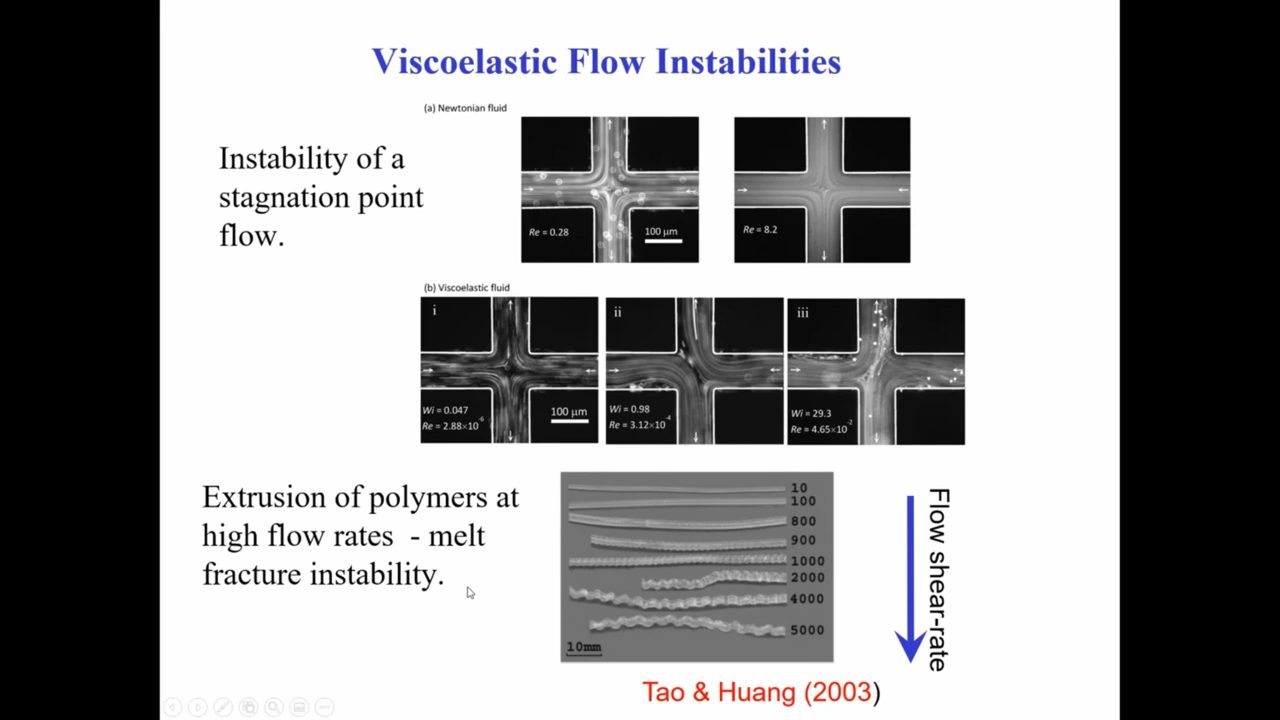 Viscoelastic Flow Instabilities
(a) Newtonian fluid
Instability of a
stagnation point
flow.
Re = 0.28
100 μm
Re = 8.2
(b) Viscoelastic fluid
i
ii
iii
Wi = 0.047
Re = 2.88×10⁻⁶
100 μm
Wi = 0.98
Re = 3.12×10⁻⁴
Wi = 29.3
Re = 4.65×10⁻²
Extrusion of polymers at
high flow rates - melt
fracture instability.
10
100
800
900
1000
2000
4000
5000
10mm
Flow shear-rate
Tao & Huang (2003)